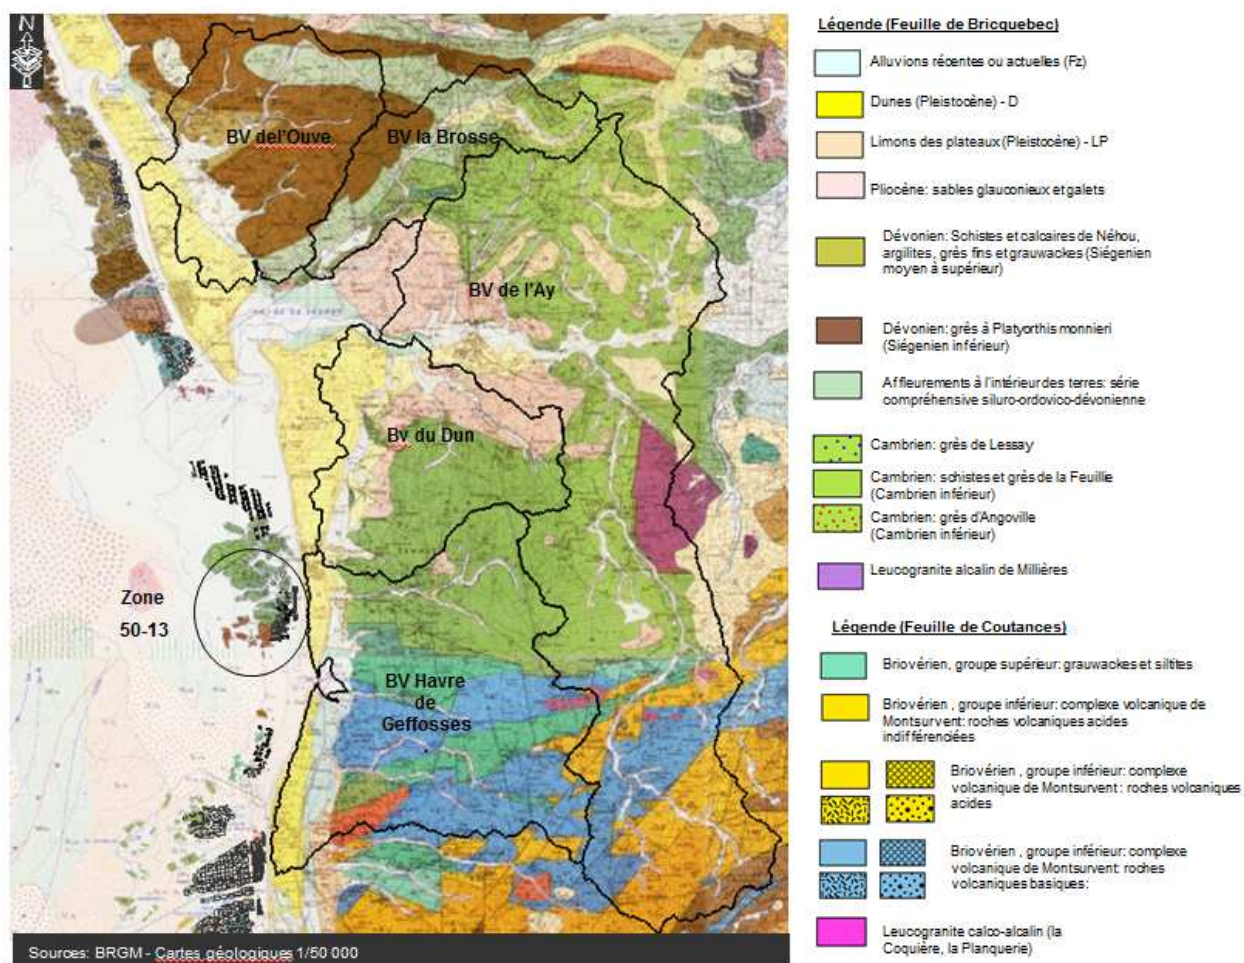 N
BV del'Ouve
BV la Brosse
BV de l'Ay
Bv du Dun
Zone
50-13
BV Havre
de
Geffosses
Sources: BRGM - Cartes géologiques 1/50 000
Légende (Feuille de Bricquebec)
Alluvions récentes ou actuelles (Fz)
Dunes (Pleistocène) - D
Limons des plateaux (Pleistocène) - LP
Pliocène: sables glauconieux et galets
Dévonien: Schistes et calcaires de Néhou,
argilites, grès fins et grauwackes (Siégenien
moyen à supérieur)
Dévonien: grès à Platyorthis monnieri
(Siégenien inférieur)
Affleurements à l'intérieur des terres: série
compréhensive siluro-ordovico-dévonienne
Cambrien: grès de Lessay
Cambrien: schistes et grès de la Feuillie
(Cambrien inférieur)
Cambrien: grès d'Angoville
(Cambrien inférieur)
Leucogranite alcalin de Millières
Légende (Feuille de Coutances)
Briovérien, groupe supérieur: grauwackes et siltites
Briovérien, groupe inférieur: complexe volcanique de
Montsurvent: roches volcaniques acides
indifférenciées
Briovérien , groupe inférieur: complexe
volcanique de Montsurvent : roches volcaniques
acides
Briovérien , groupe inférieur: complexe
volcanique de Montsurvent: roches
volcaniques basiques:
Leucogranite calco-alcalin (la
Coquière, la Planquerie)